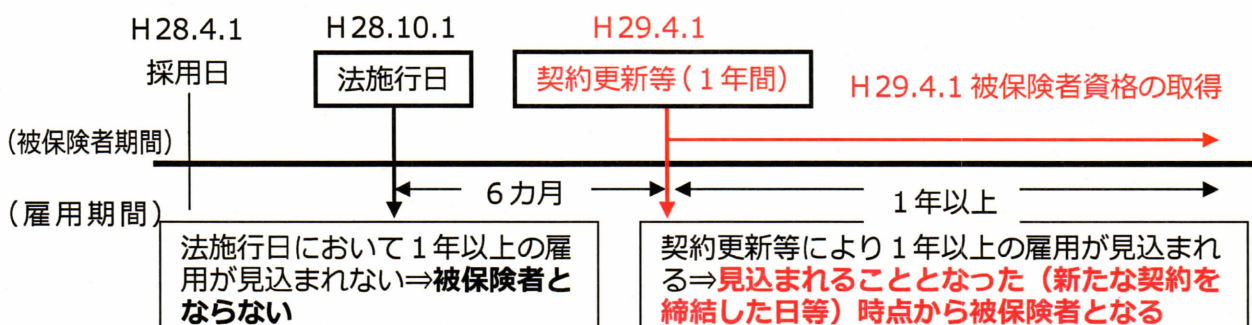 H28.4.1 H28.10.1 H29.4.1
採用日 法施行日 契約更新等(1年間) H29.4.1 被保険者資格の取得
(被保険者期間)
6カ月 1年以上
(雇用期間)
法施行日において1年以上の雇
用が見込まれない⇒被保険者と
ならない
契約更新等により1年以上の雇用が見込まれ
る⇒見込まれることとなった(新たな契約を
締結した日等)時点から被保険者となる